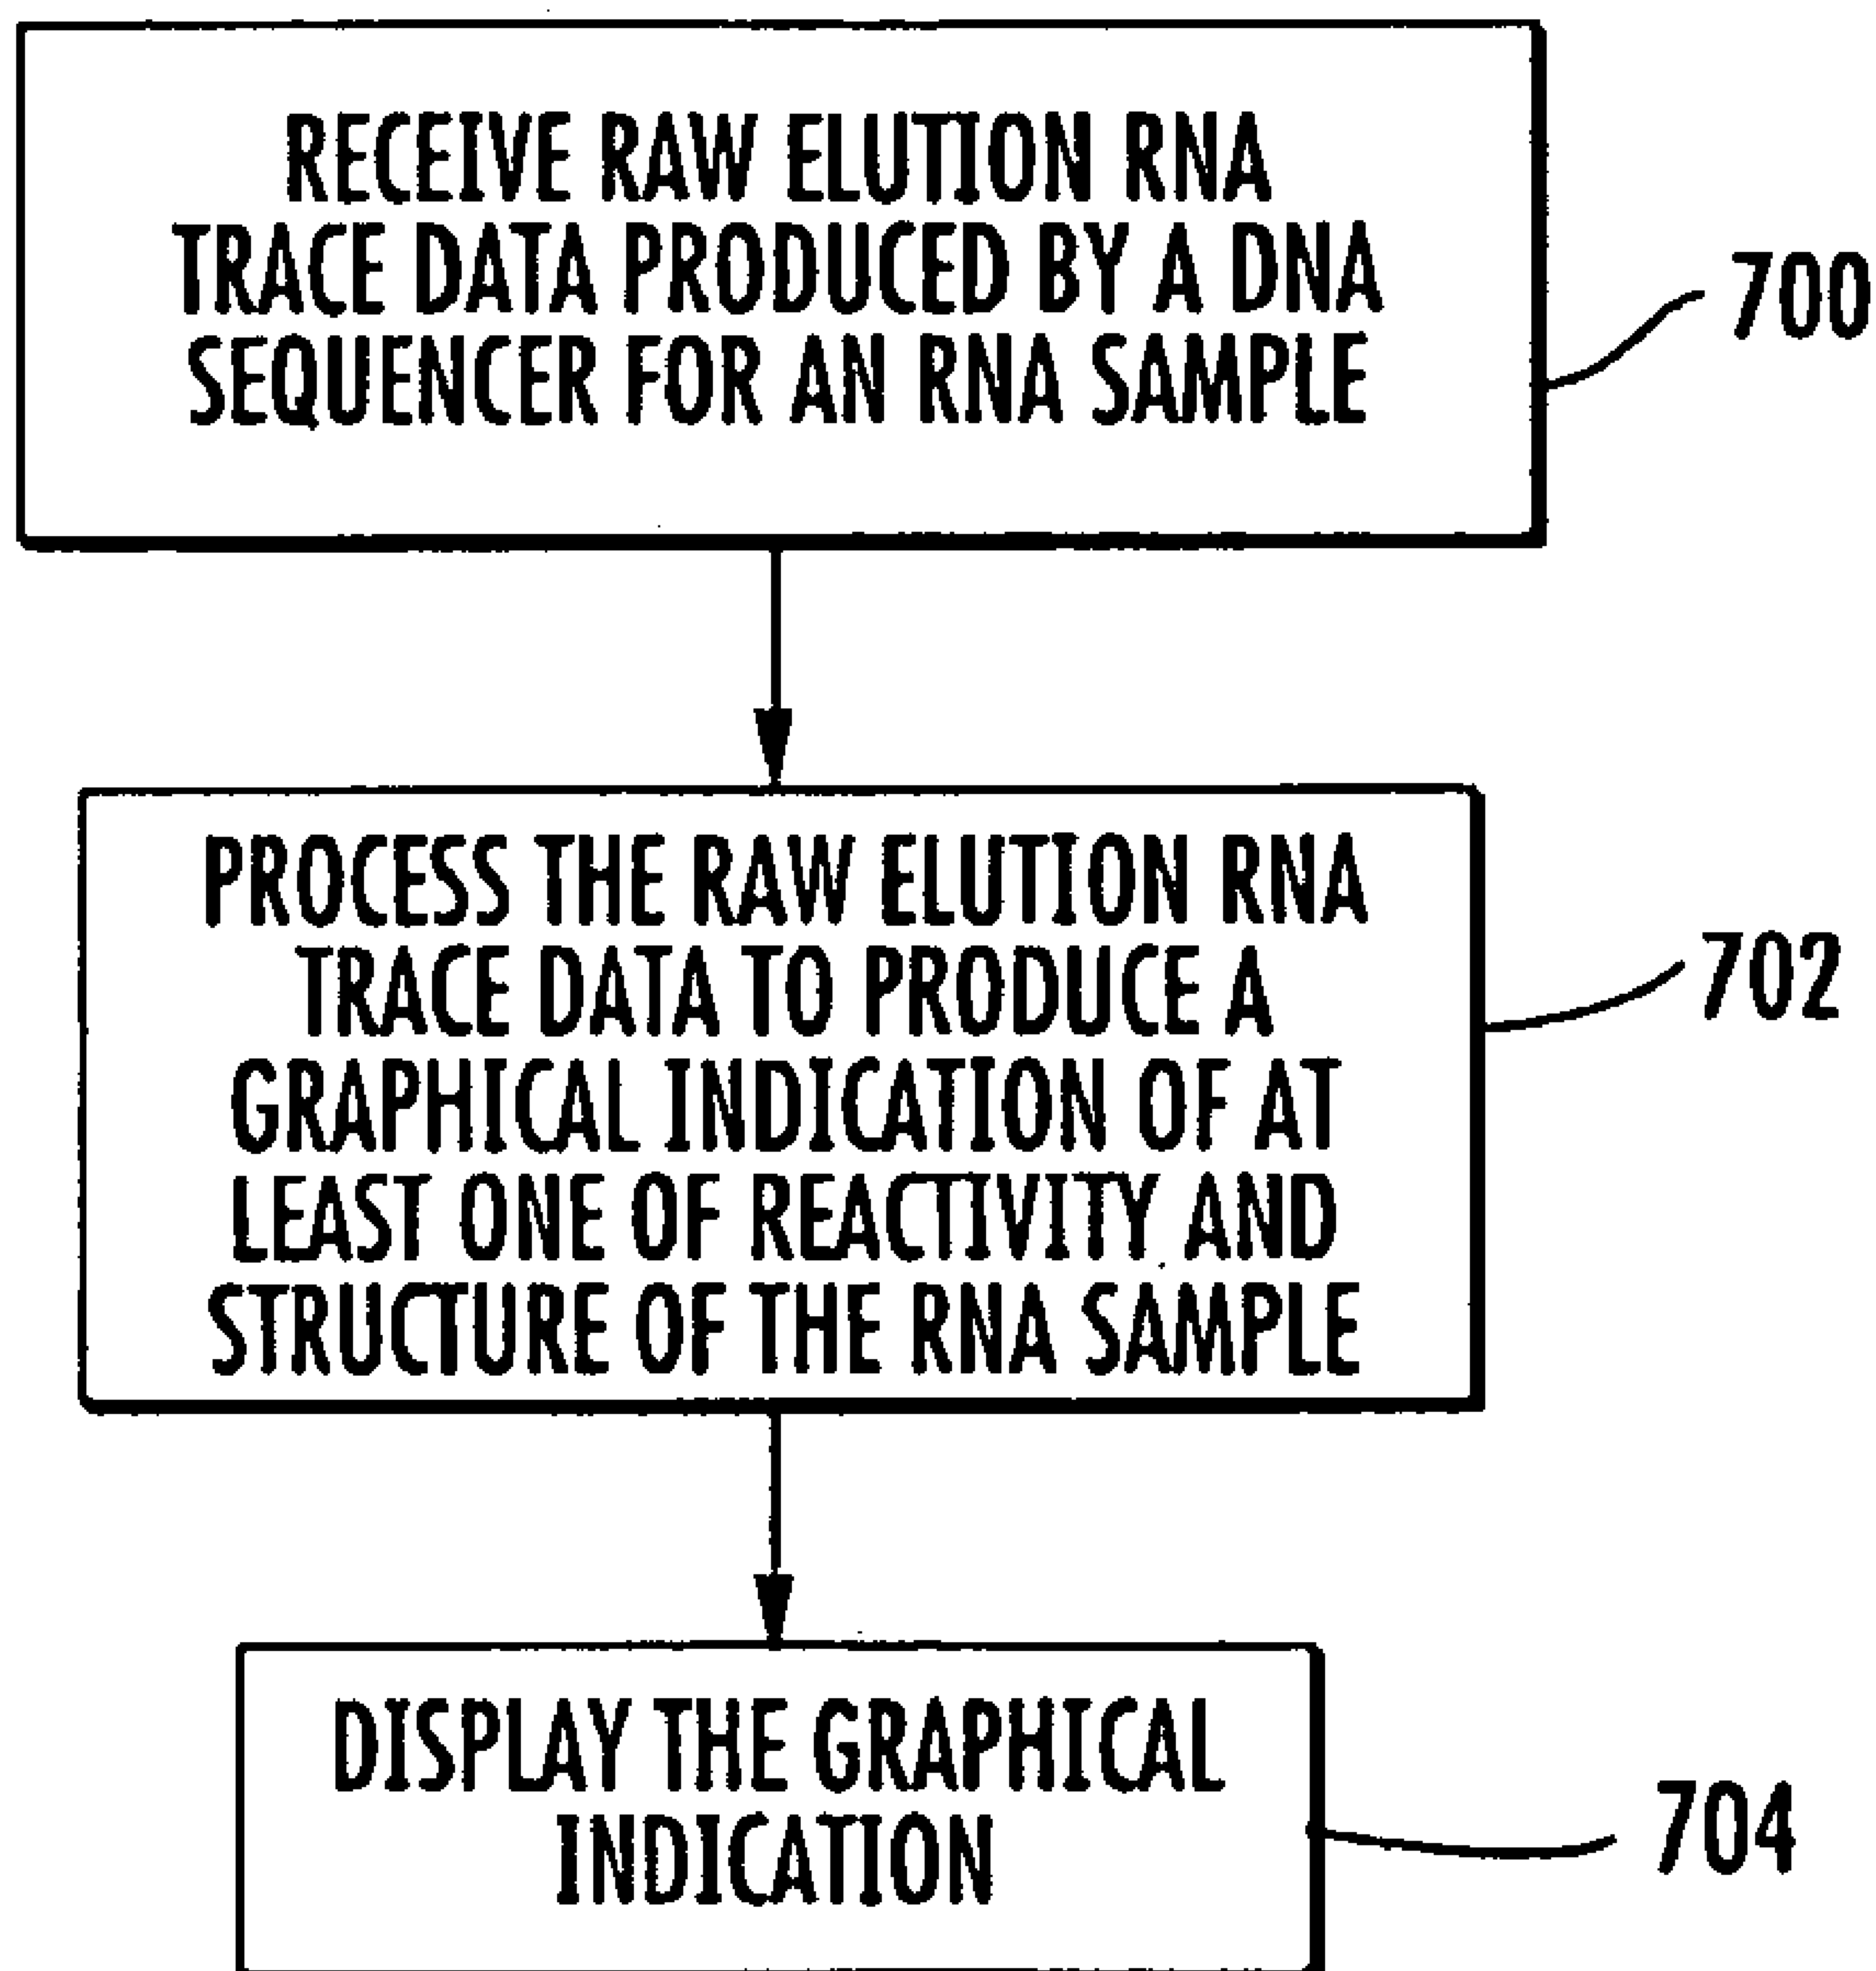 RECEIVE RAW ELUTION RNA
TRACE DATA PRODUCED BY A DNA
SEQUENCER FOR AN RNA SAMPLE
700
PROCESS THE RAW ELUTION RNA
TRACE DATA TO PRODUCE A
GRAPHICAL INDICATION OF AT
LEAST ONE OF REACTIVITY AND
STRUCTURE OF THE RNA SAMPLE
702
DISPLAY THE GRAPHICAL
INDICATION
704